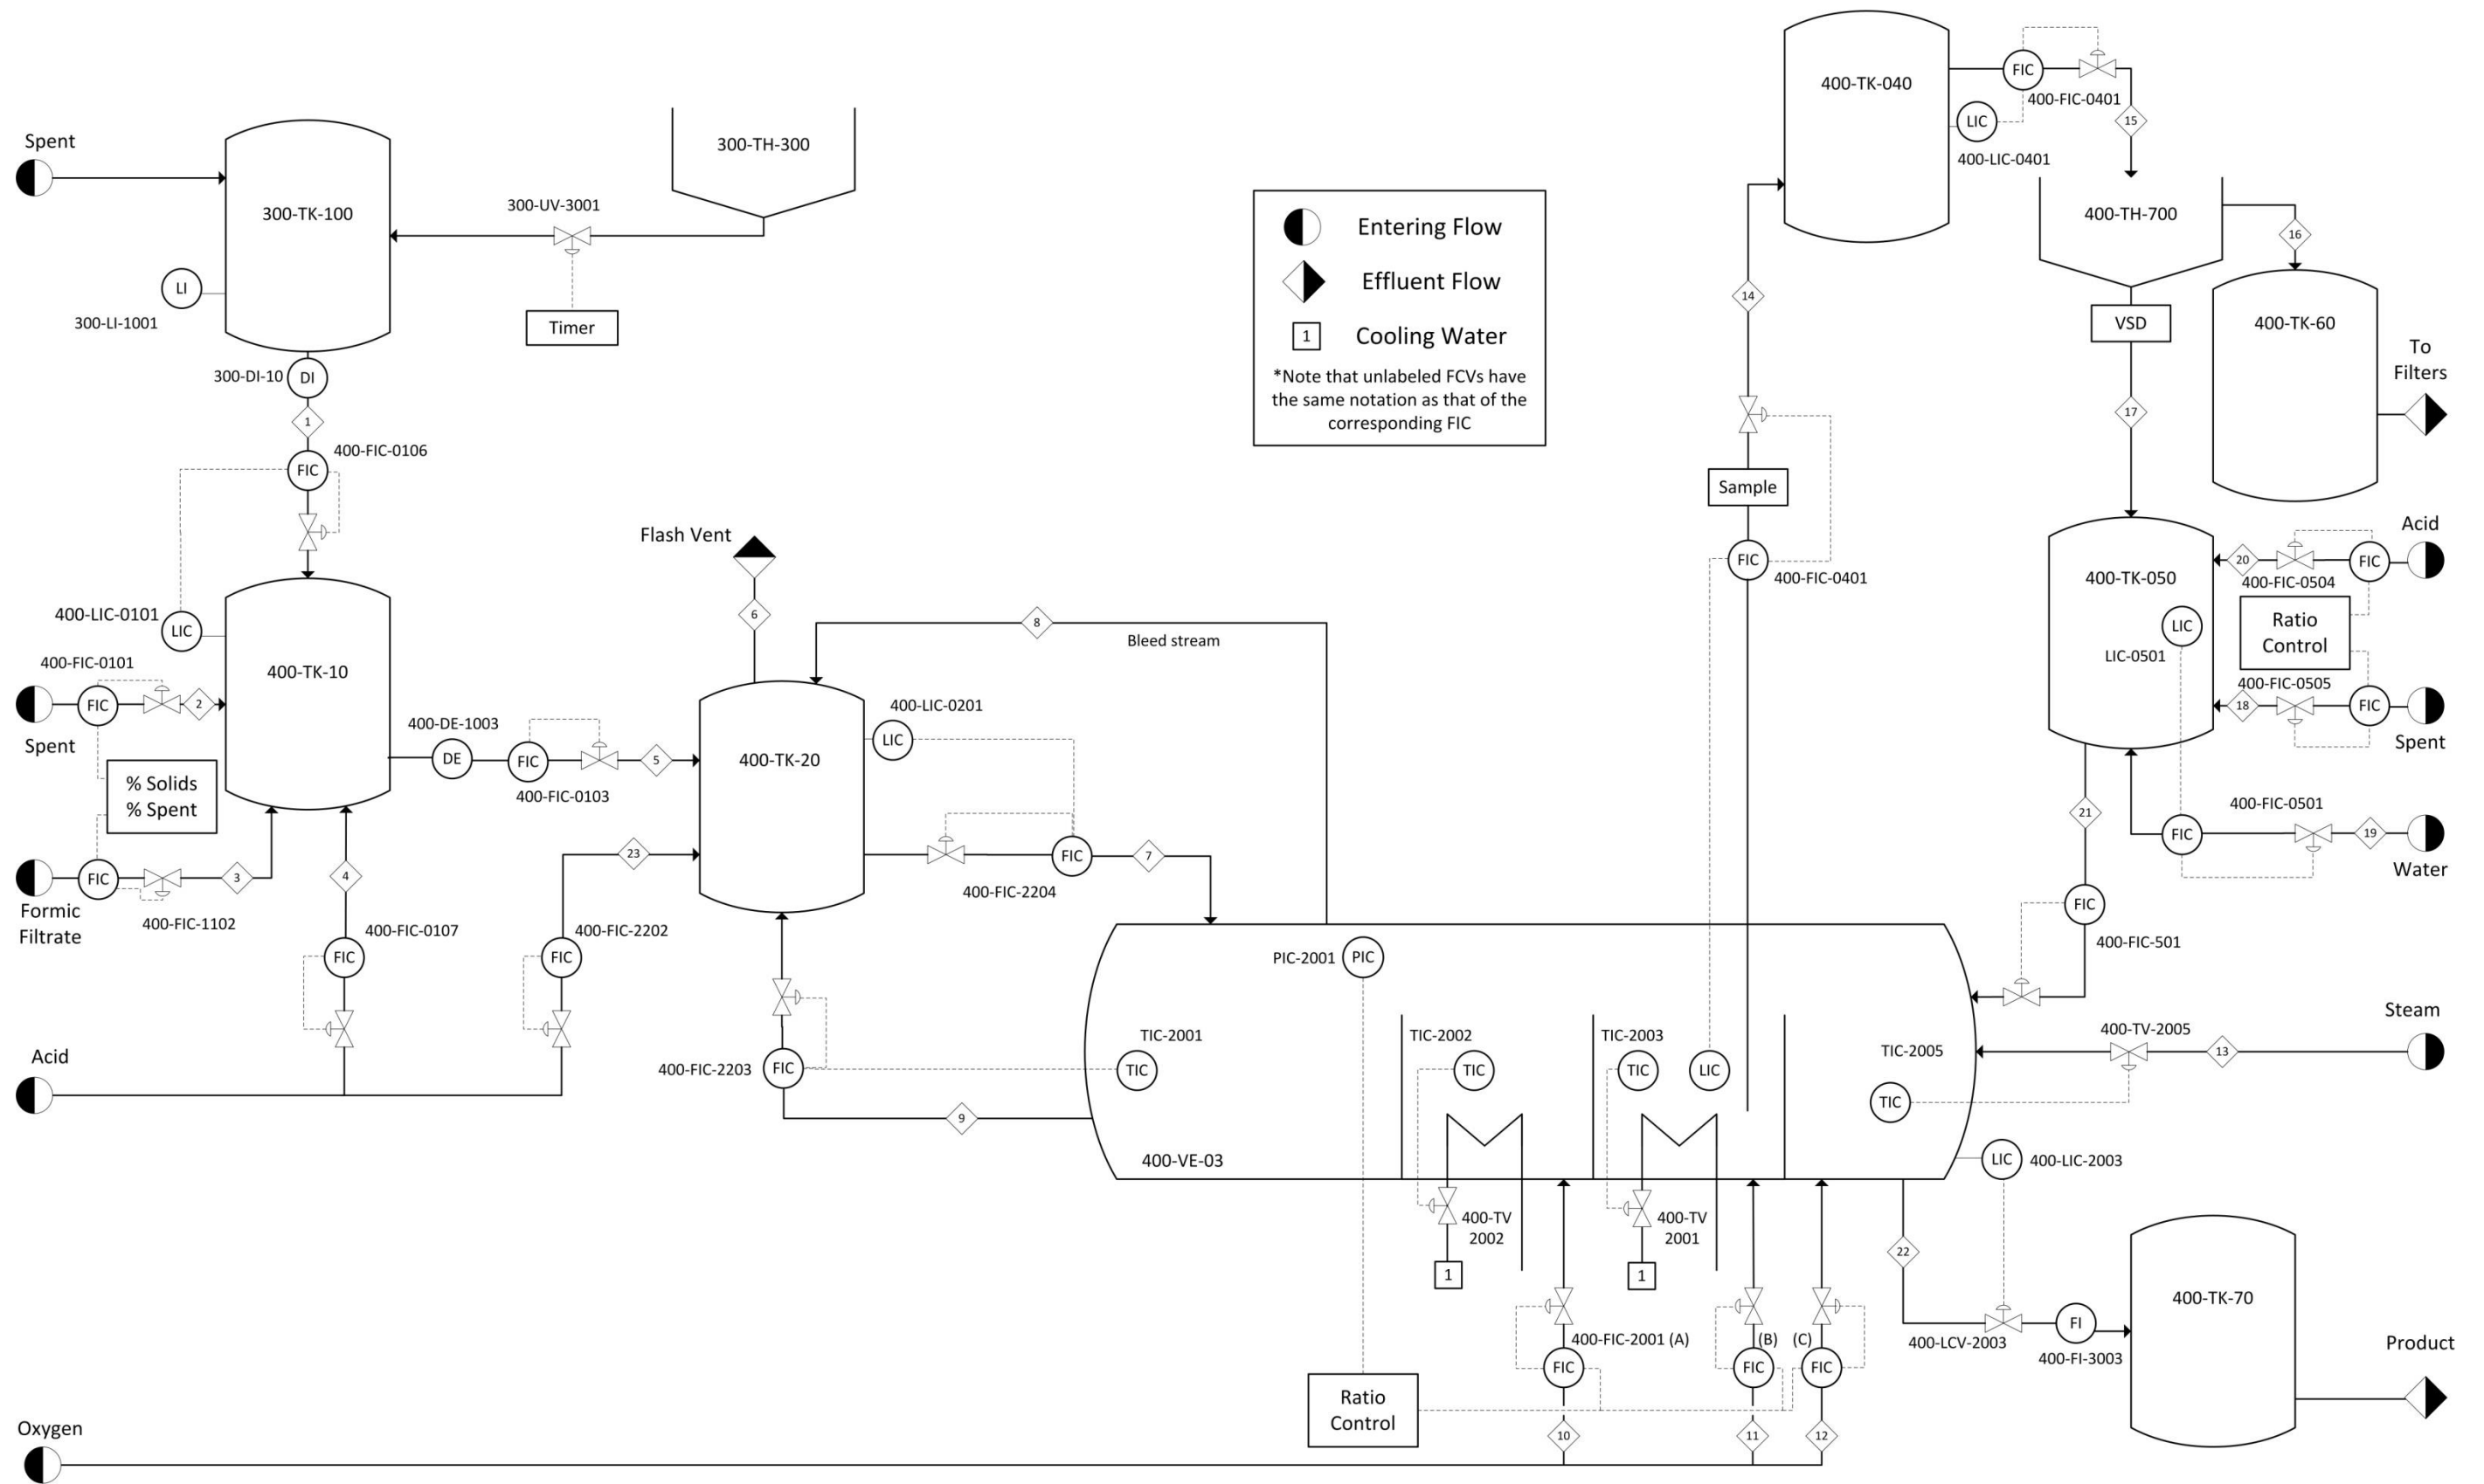 Spent
300-TK-100
300-LI-1001
LI
300-UV-3001
Timer
300-TH-300
300-DI-10
DI
1
400-FIC-0106
FIC
400-LIC-0101
LIC
400-TK-10
400-FIC-0101
FIC
2
Spent
% Solids
% Spent
FIC
3
Formic
Filtrate
400-FIC-1102
4
400-FIC-0107
FIC
Acid
400-DE-1003
DE
FIC
400-FIC-0103
5
23
400-FIC-2202
FIC
Flash Vent
6
400-TK-20
8
Bleed stream
400-LIC-0201
LIC
400-FIC-2204
FIC
7
400-FIC-2203
FIC
9
Entering Flow
Effluent Flow
1
Cooling Water
*Note that unlabeled FCVs have
the same notation as that of the
corresponding FIC
400-TK-040
FIC
400-FIC-0401
LIC
400-LIC-0401
15
14
Sample
FIC
400-FIC-0401
400-TH-700
16
VSD
17
400-TK-60
To
Filters
400-TK-050
LIC
LIC-0501
Acid
FIC
20
400-FIC-0504
Ratio
Control
400-FIC-0505
FIC
18
Spent
400-FIC-0501
FIC
19
Water
21
FIC
400-FIC-501
Steam
400-TV-2005
13
PIC-2001
PIC
TIC-2001
TIC
TIC-2002
TIC
TIC-2003
TIC
LIC
TIC-2005
TIC
400-VE-03
400-TV
2002
1
400-TV
2001
1
400-FIC-2001 (A)
(B)
(C)
FIC
FIC
FIC
Ratio
Control
10
11
12
Oxygen
LIC
400-LIC-2003
22
400-LCV-2003
FI
400-FI-3003
400-TK-70
Product